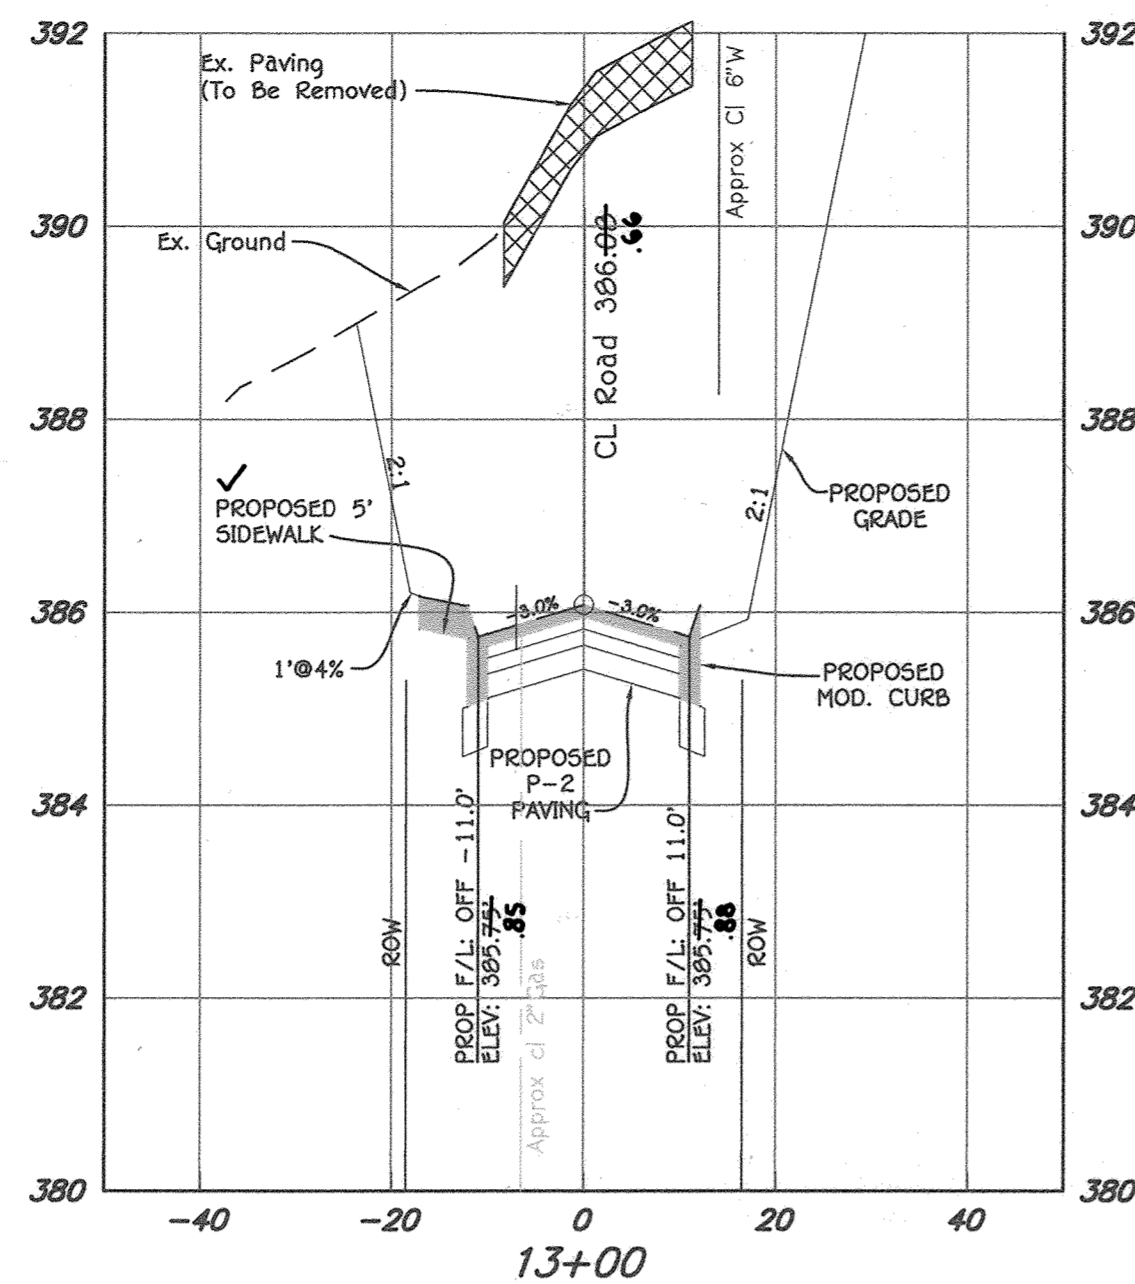 392
392
Ex. Paving
(To Be Removed)
Approx Cl 6"W
390
390
Ex. Ground
CL Road 386.08
.66
388
388
2:1
✓
PROPOSED 5'
SIDEWALK
2:1
PROPOSED
GRADE
386
386
-3.0%
-3.0%
1'@4%
PROPOSED
MOD. CURB
PROPOSED
P-2
PAVING
384
384
ROW
PROP F/L: OFF -11.0'
ELEV: 385.75'
.85
Approx cl 2"Gas
PROP F/L: OFF 11.0'
ELEV: 385.75'
.88
ROW
382
382
380
380
-40
-20
0
20
40
13+00